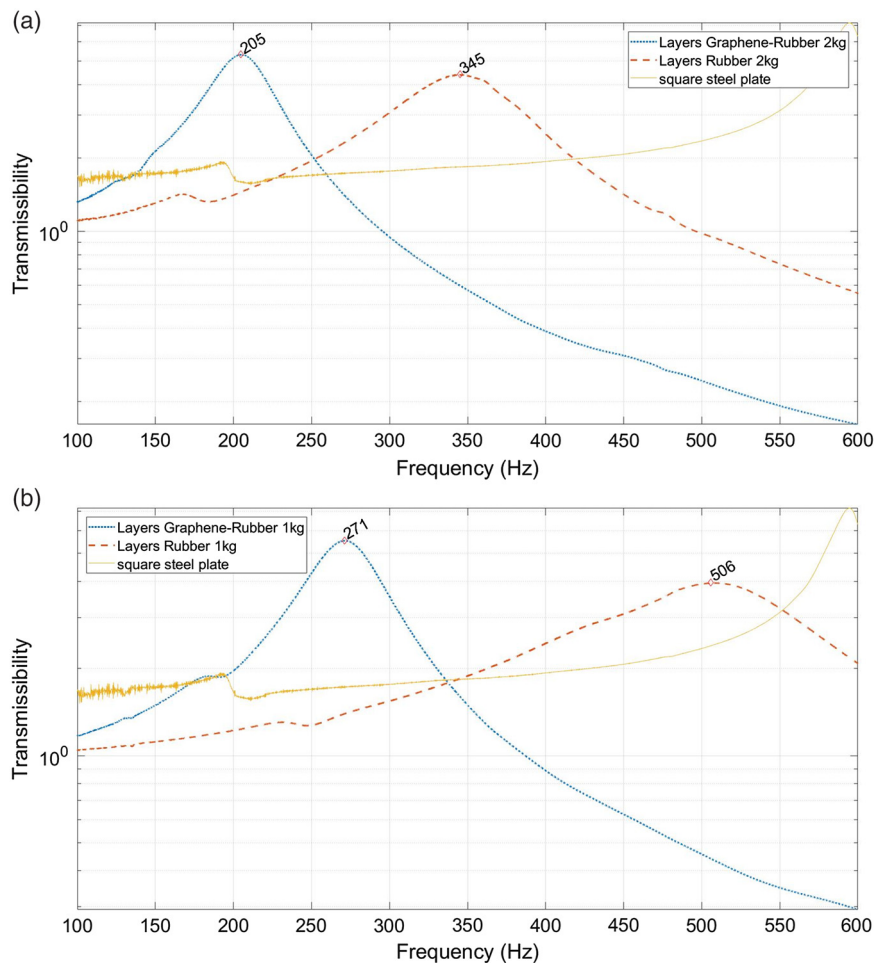 (a)
205
345
Layers Graphene-Rubber 2kg
Layers Rubber 2kg
square steel plate
Transmissibility
10^0
100 150 200 250 300 350 400 450 500 550 600
Frequency (Hz)
(b)
Layers Graphene-Rubber 1kg
Layers Rubber 1kg
square steel plate
271
506
Transmissibility
10^0
100 150 200 250 300 350 400 450 500 550 600
Frequency (Hz)